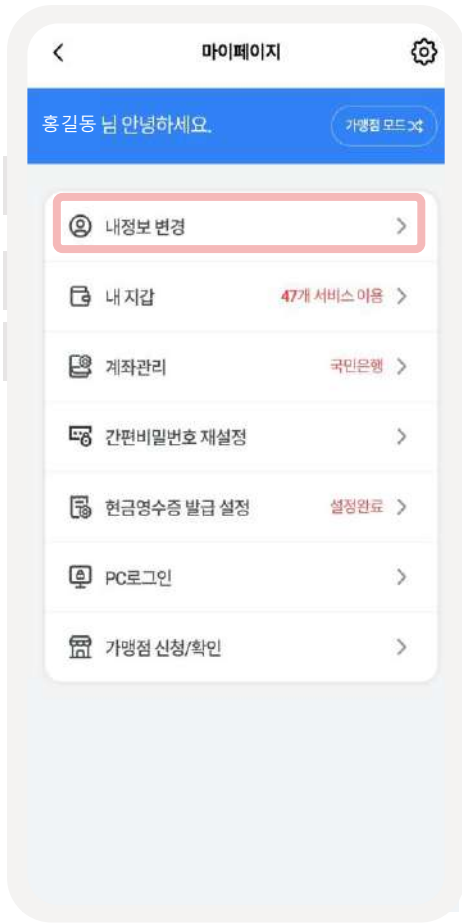 마이페이지
홍길동 님 안녕하세요.
가맹점 모드
내정보 변경
내 지갑 47개 서비스 이용
계좌관리 국민은행
간편비밀번호 재설정
현금영수증 발급 설정 설정완료
PC로그인
가맹점 신청/확인